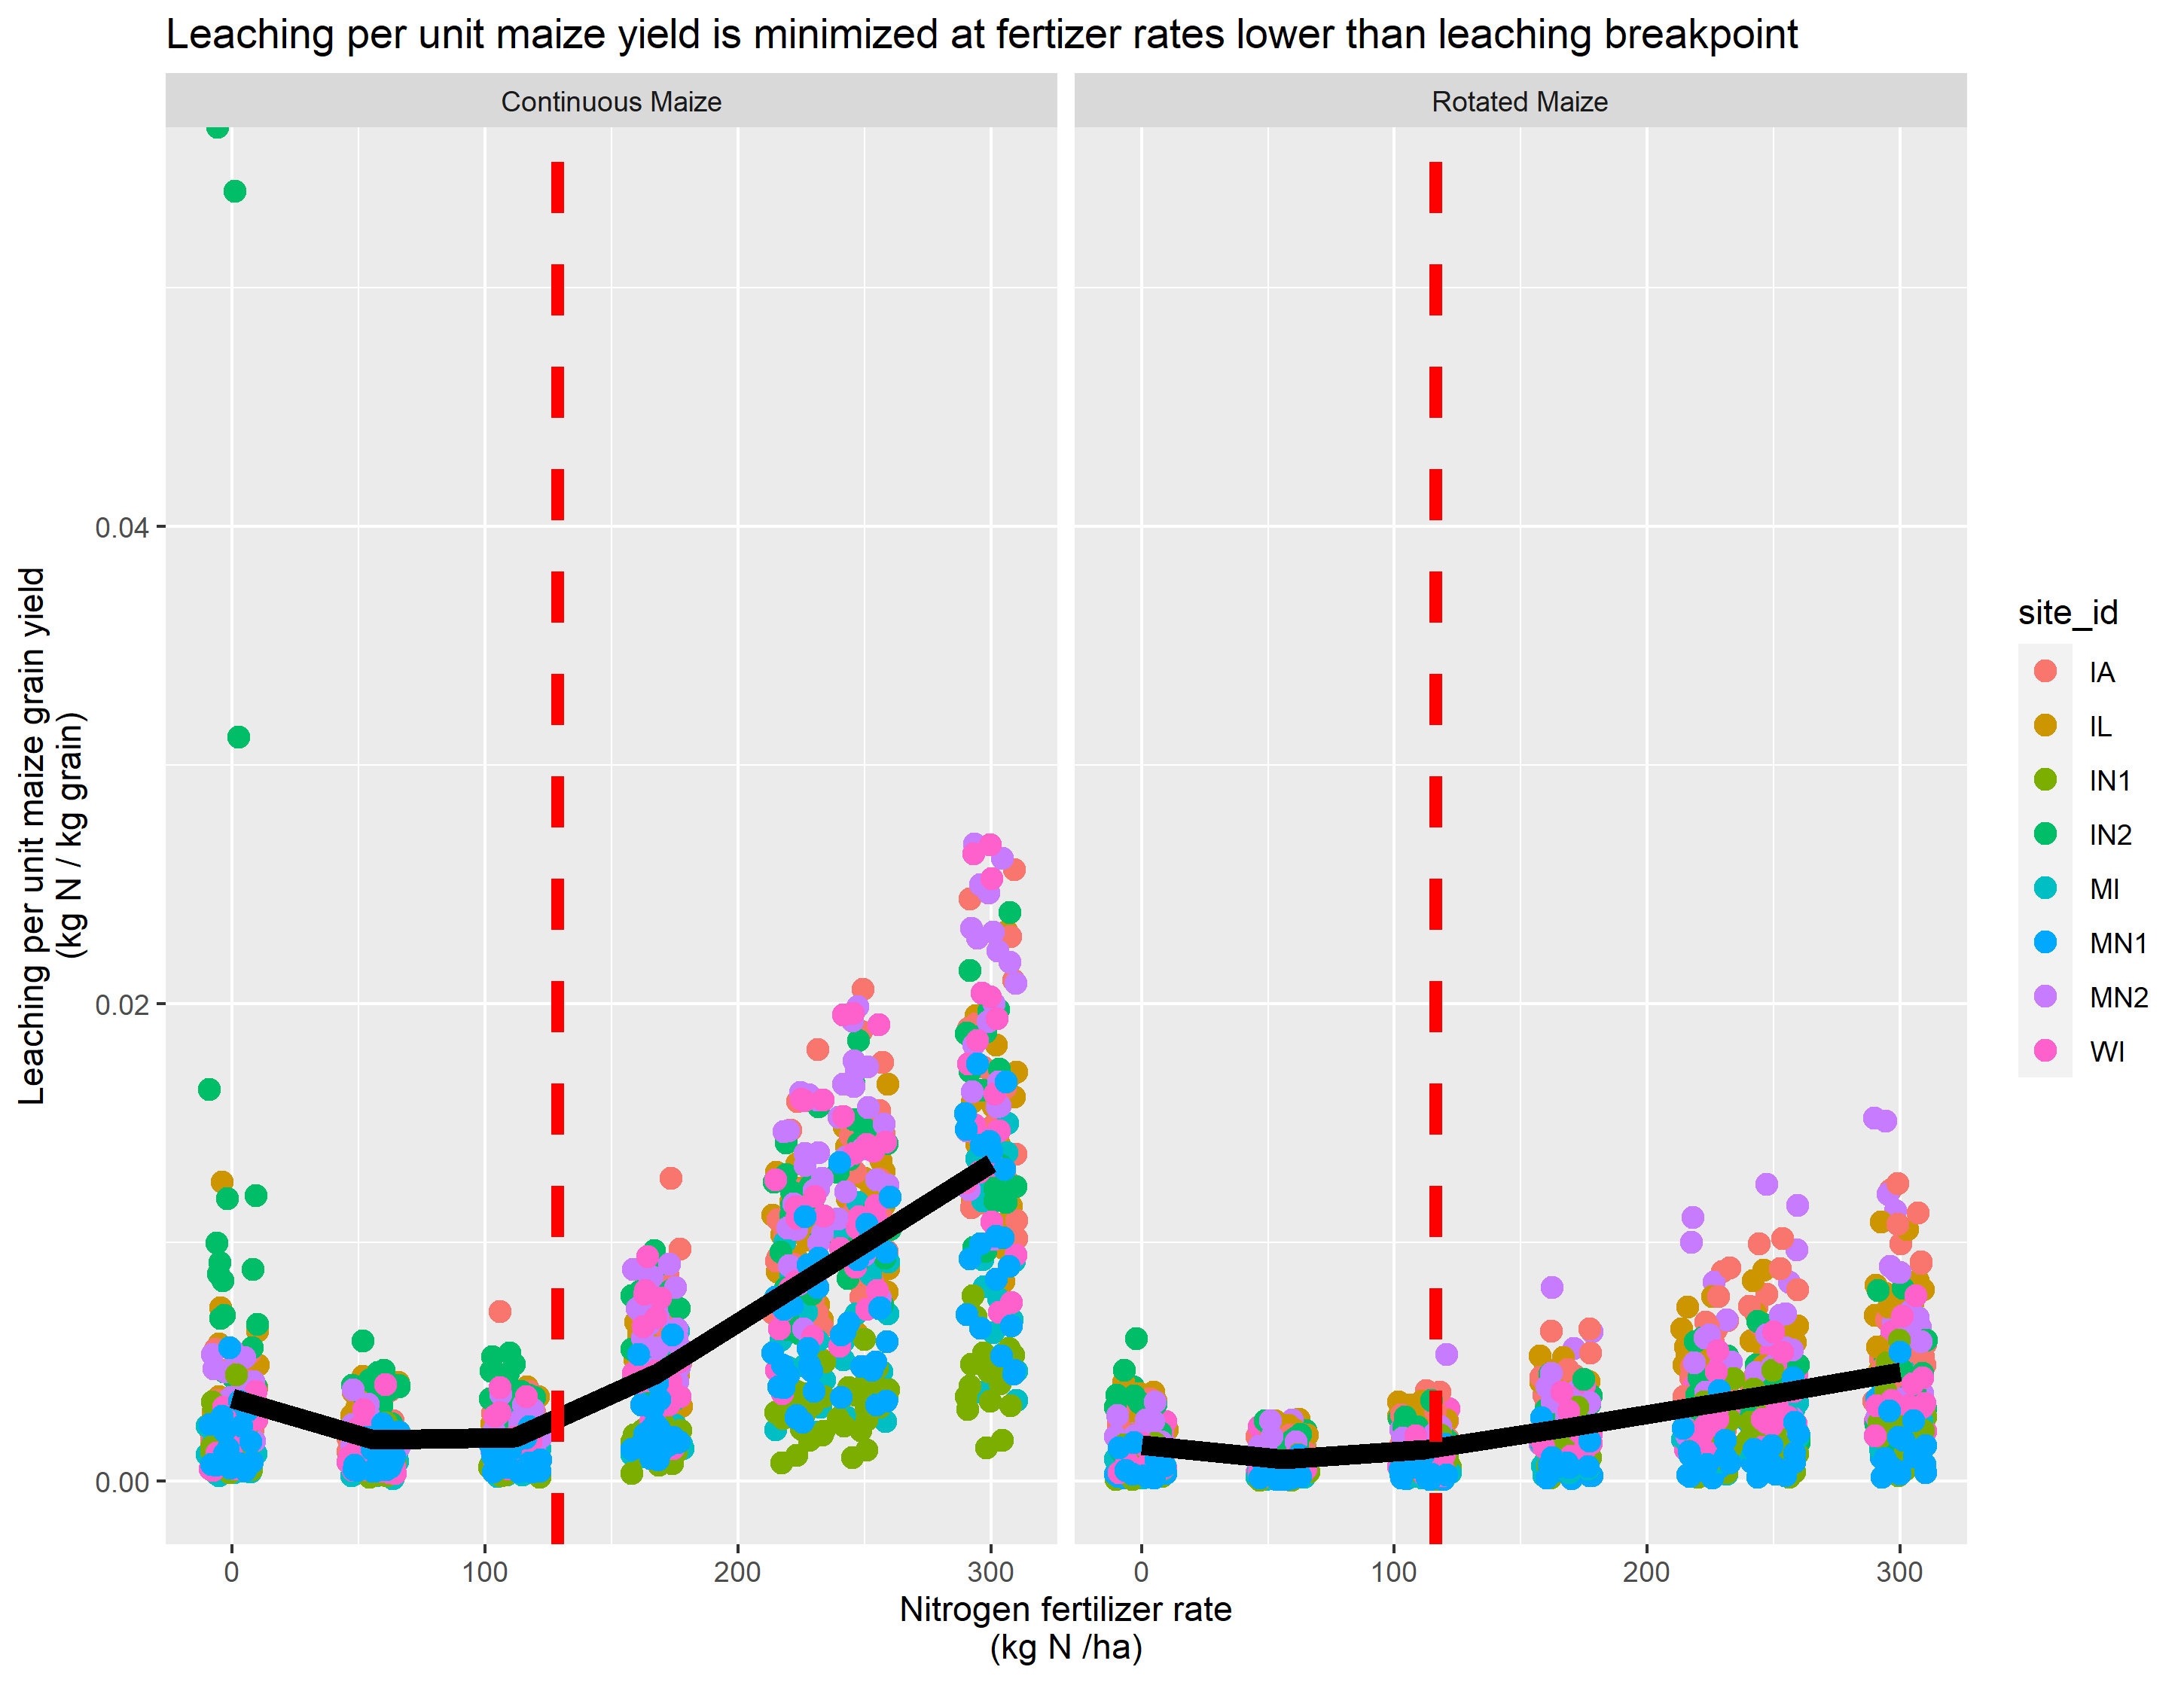 Leaching per unit maize yield is minimized at fertizer rates lower than leaching breakpoint
Continuous Maize
Rotated Maize
0.04
0.02
0.00
Leaching per unit maize grain yield
(kg N / kg grain)
0
100
200
300
0
100
200
300
Nitrogen fertilizer rate
(kg N /ha)
site_id
IA
IL
IN1
IN2
MI
MN1
MN2
WI